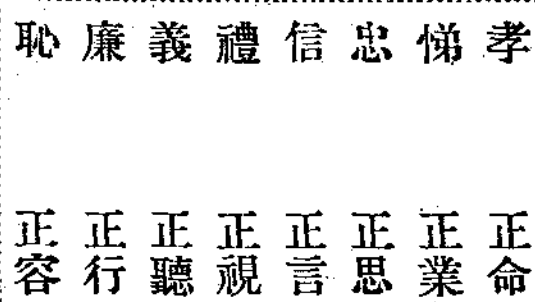 孝 正命
悌 正業
忠 正思
信 正言
禮 正視
義 正聽
廉 正行
恥 正容